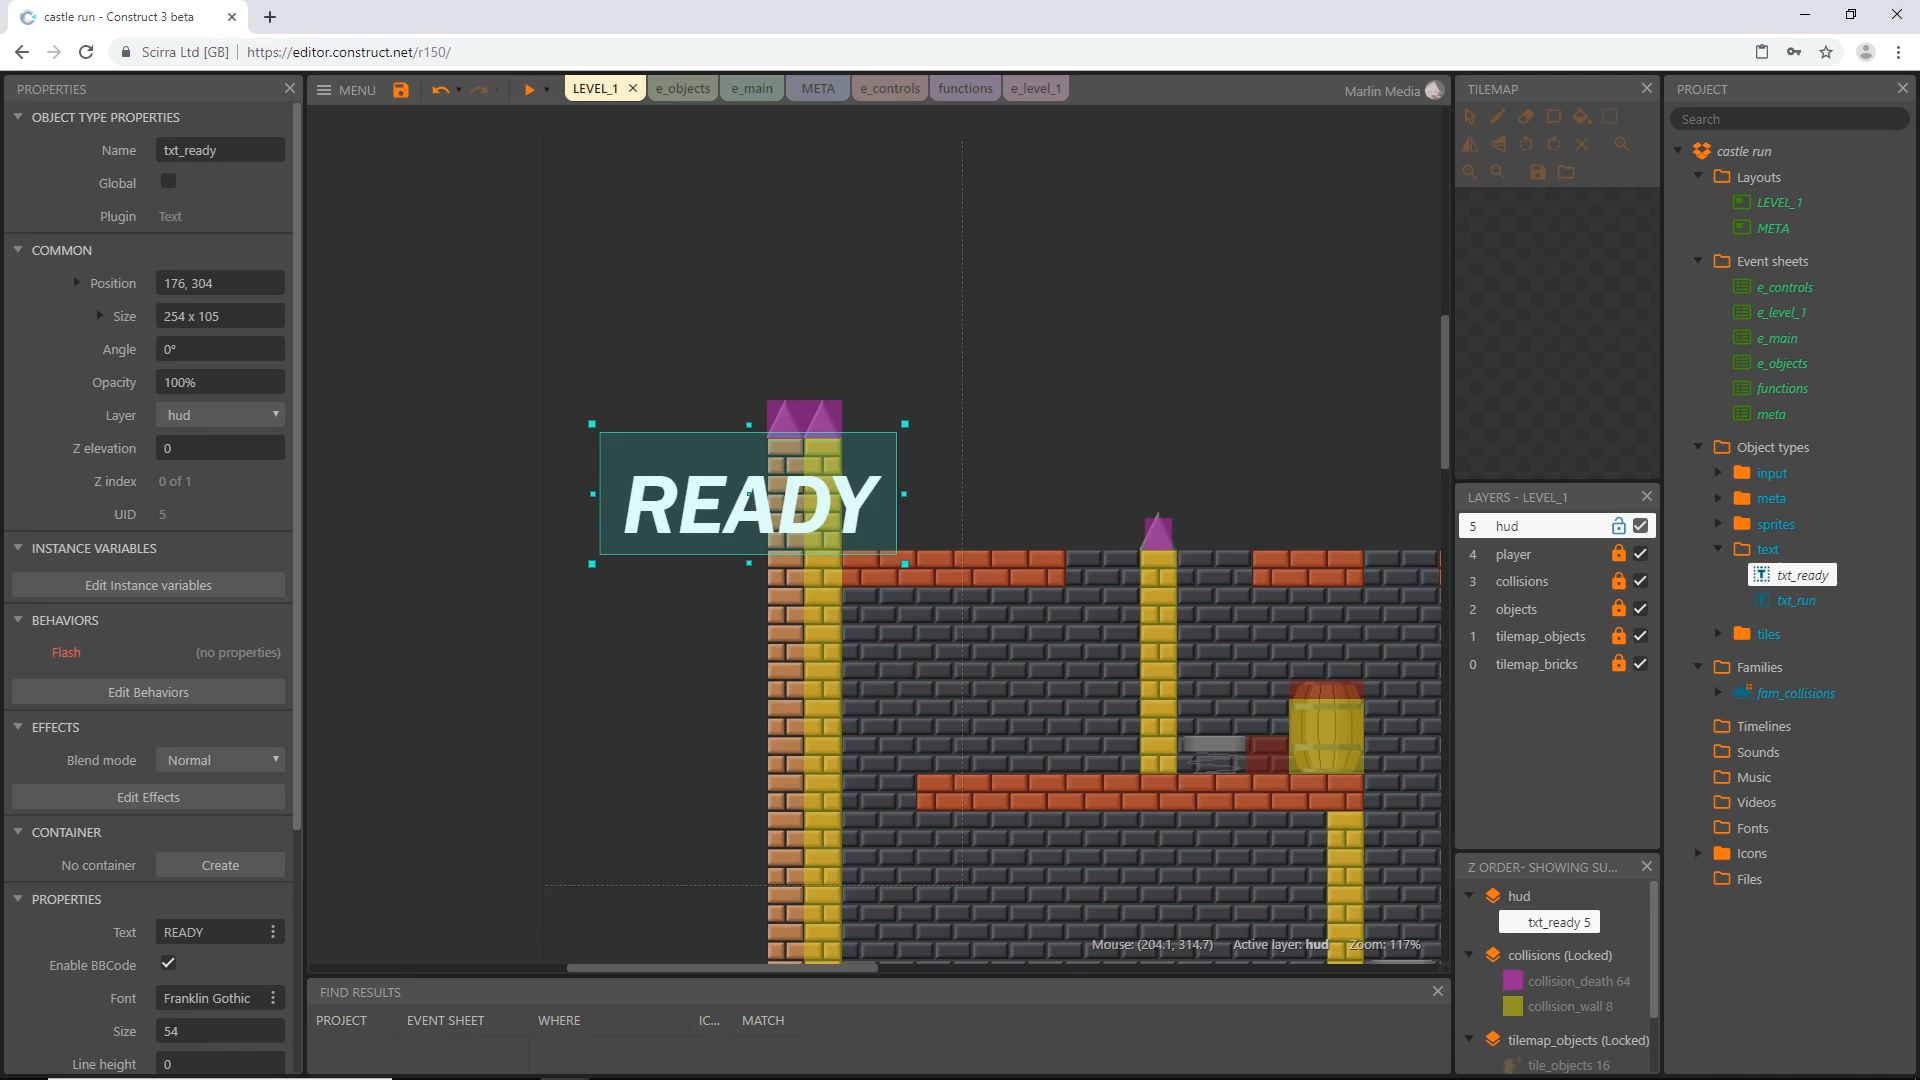 castle run - Construct 3 beta
Scirra Ltd [GB]
https://editor.construct.net/r150/
PROPERTIES
OBJECT TYPE PROPERTIES
Name
txt_ready
Global
Plugin
Text
COMMON
Position
176, 304
Size
254 x 105
Angle
0°
Opacity
100%
Layer
hud
Z elevation
0
Z index
0 of 1
UID
5
INSTANCE VARIABLES
Edit Instance variables
BEHAVIORS
Flash
(no properties)
Edit Behaviors
EFFECTS
Blend mode
Normal
Edit Effects
CONTAINER
No container
Create
PROPERTIES
Text
READY
Enable BBCode
Font
Franklin Gothic
Size
54
Line height
0
MENU
LEVEL_1
e_objects
e_main
META
e_controls
functions
e_level_1
Marlin Media
READY
Mouse: (204.1, 314.7)
Active layer: hud
Zoom: 117%
FIND RESULTS
PROJECT
EVENT SHEET
WHERE
IC...
MATCH
TILEMAP
LAYERS - LEVEL_1
5 hud
4 player
3 collisions
2 objects
1 tilemap_objects
0 tilemap_bricks
Z ORDER- SHOWING SU...
hud
txt_ready 5
collisions (Locked)
collision_death 64
collision_wall 8
tilemap_objects (Locked)
tile_objects 16
PROJECT
Search
castle run
Layouts
LEVEL_1
META
Event sheets
e_controls
e_level_1
e_main
e_objects
functions
meta
Object types
input
meta
sprites
text
txt_ready
txt_run
tiles
Families
fam_collisions
Timelines
Sounds
Music
Videos
Fonts
Icons
Files